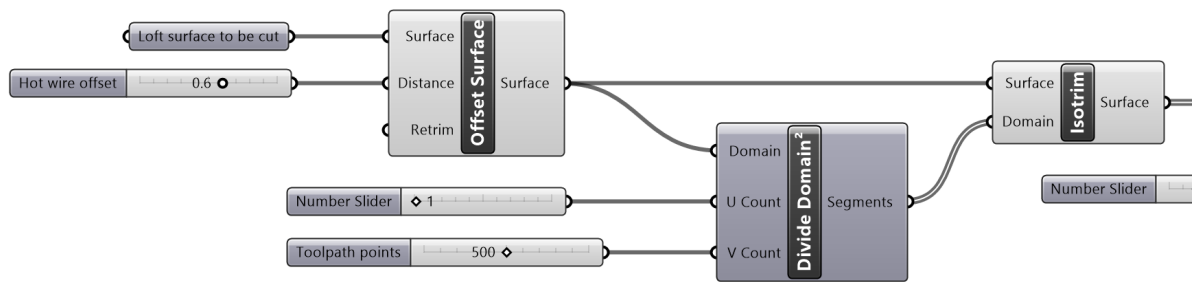 Loft surface to be cut
Hot wire offset 0.6
Surface
Distance
Retrim
Offset Surface
Surface
Number Slider 1
Toolpath points 500
Domain
U Count
V Count
Divide Domain²
Segments
Surface
Domain
Isotrim
Surface
Number Slider